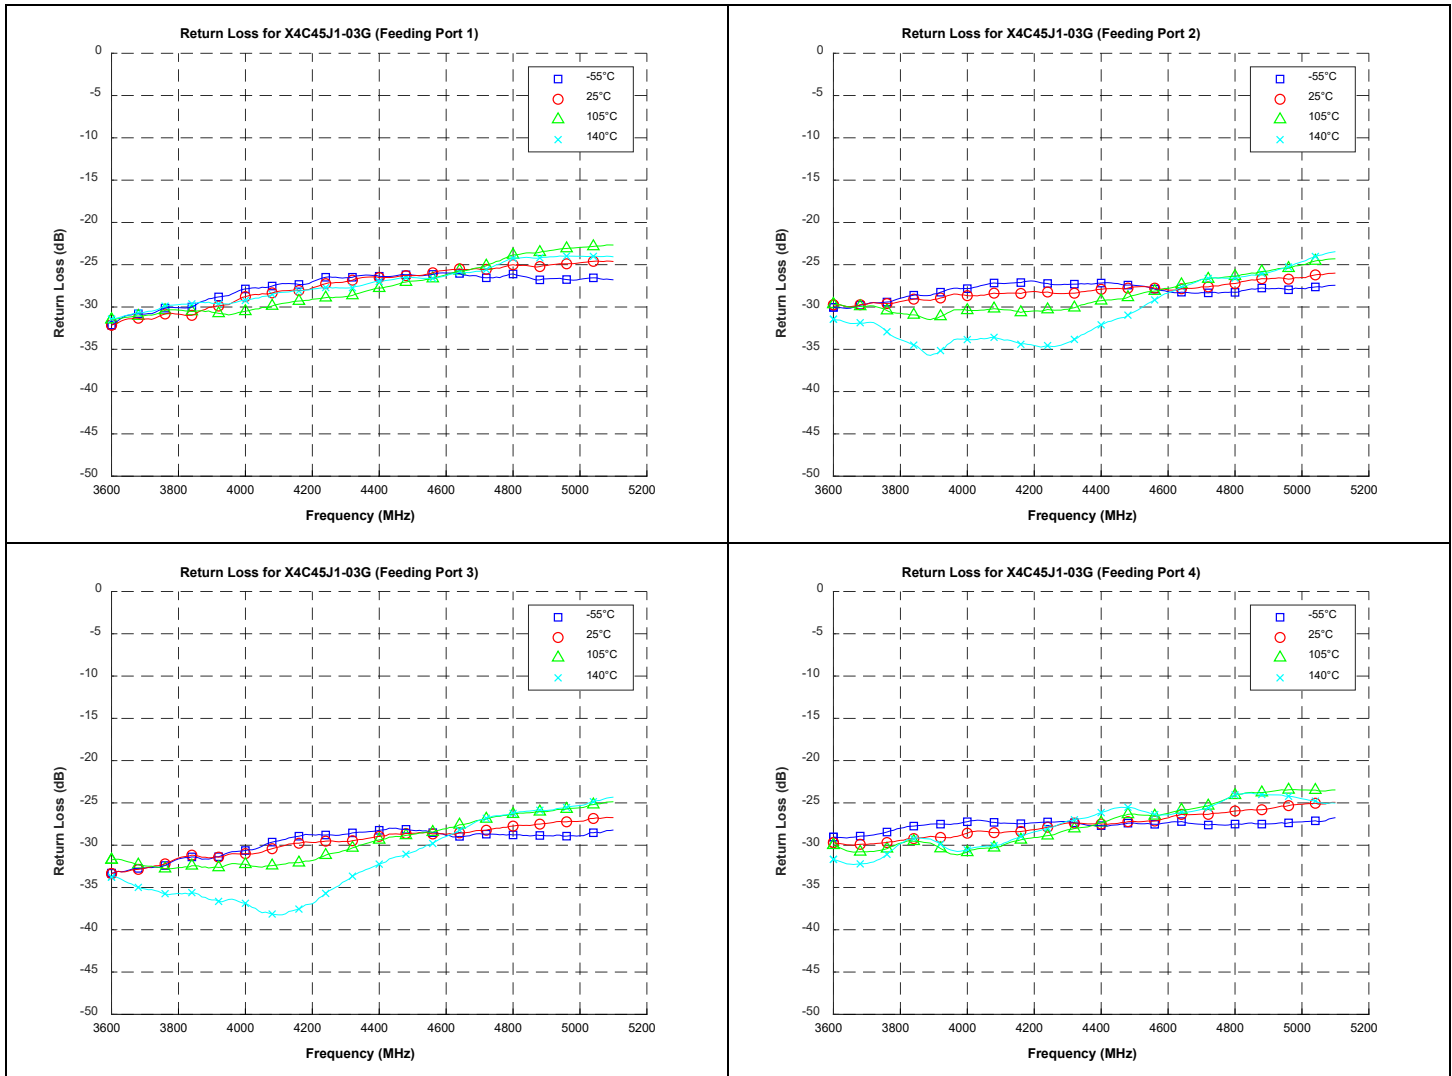 Return Loss for X4C45J1-03G (Feeding Port 1)
0
-5
-10
-15
-20
-25
-30
-35
-40
-45
-50
Return Loss (dB)
-55°C
25°C
105°C
140°C
3600 3800 4000 4200 4400 4600 4800 5000 5200
Frequency (MHz)
Return Loss for X4C45J1-03G (Feeding Port 2)
0
-5
-10
-15
-20
-25
-30
-35
-40
-45
-50
Return Loss (dB)
-55°C
25°C
105°C
140°C
3600 3800 4000 4200 4400 4600 4800 5000 5200
Frequency (MHz)
Return Loss for X4C45J1-03G (Feeding Port 3)
0
-5
-10
-15
-20
-25
-30
-35
-40
-45
-50
Return Loss (dB)
-55°C
25°C
105°C
140°C
3600 3800 4000 4200 4400 4600 4800 5000 5200
Frequency (MHz)
Return Loss for X4C45J1-03G (Feeding Port 4)
0
-5
-10
-15
-20
-25
-30
-35
-40
-45
-50
Return Loss (dB)
-55°C
25°C
105°C
140°C
3600 3800 4000 4200 4400 4600 4800 5000 5200
Frequency (MHz)